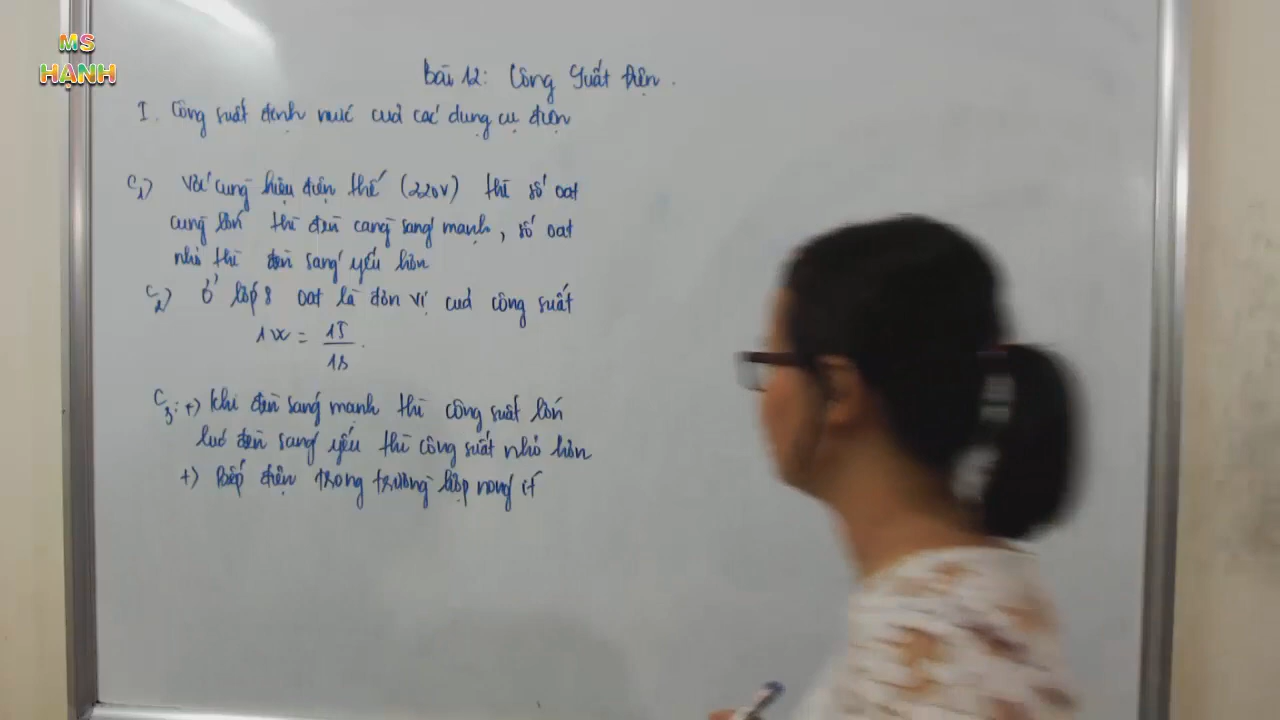 MS
HẠNH
Bài 12: Công Suất Điện.
I. Công suất định mức của các dụng cụ điện
C1) Với cùng hiệu điện thế (220V) thì số oat
cùng lớn thì đèn càng sáng mạnh, số oat
nhỏ thì đèn sáng yếu hơn
C2) Ở lớp 8 oat là đơn vị của công suất
1W = 1J
1s.
C3: +) Khi đèn sáng mạnh thì công suất lớn
lúc đèn sáng yếu thì công suất nhỏ hơn
+) Bếp điện trong trường hợp nóng ít